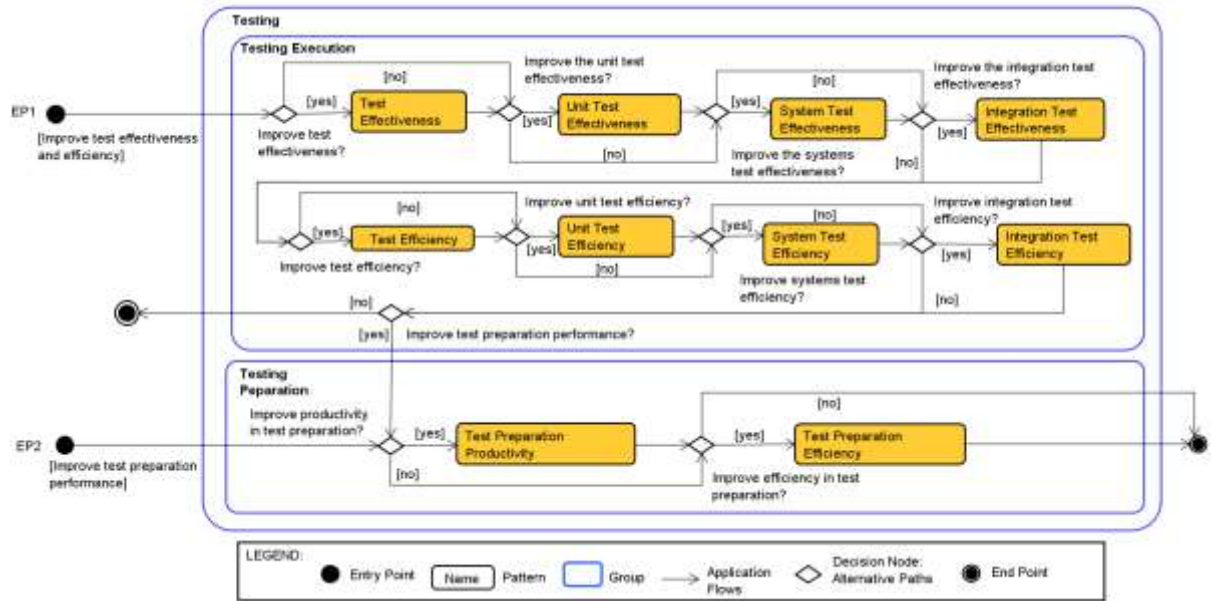 Testing
Testing Execution
Improve the unit test
effectiveness?
Improve the integration test
effectiveness?
[no]
[no]
EP1
[yes]
Test
Effectiveness
[yes]
Unit Test
Effectiveness
[yes]
System Test
Effectiveness
[yes]
Integration Test
Effectiveness
[Improve test effectiveness
and efficiency]
Improve test
effectiveness?
[no]
Improve the systems
test effectiveness?
[no]
[no]
Improve unit test efficiency?
[no]
Improve integration test
efficiency?
[yes]
Test Efficiency
[yes]
Unit Test
Efficiency
[yes]
System Test
Efficiency
[yes]
Integration Test
Efficiency
Improve test efficiency?
[no]
Improve systems test
efficiency?
[no]
[no]
[yes]
Improve test preparation performance?
Testing
Peparation
Improve productivity
in test preparation?
[no]
EP2
[yes]
Test Preparation
Productivity
[yes]
Test Preparation
Efficiency
[Improve test preparation
performance]
[no]
Improve efficiency in test
preparation?
LEGEND:
Entry Point
Name
Pattern
Group
Application
Flows
Decision Node:
Alternative Paths
End Point